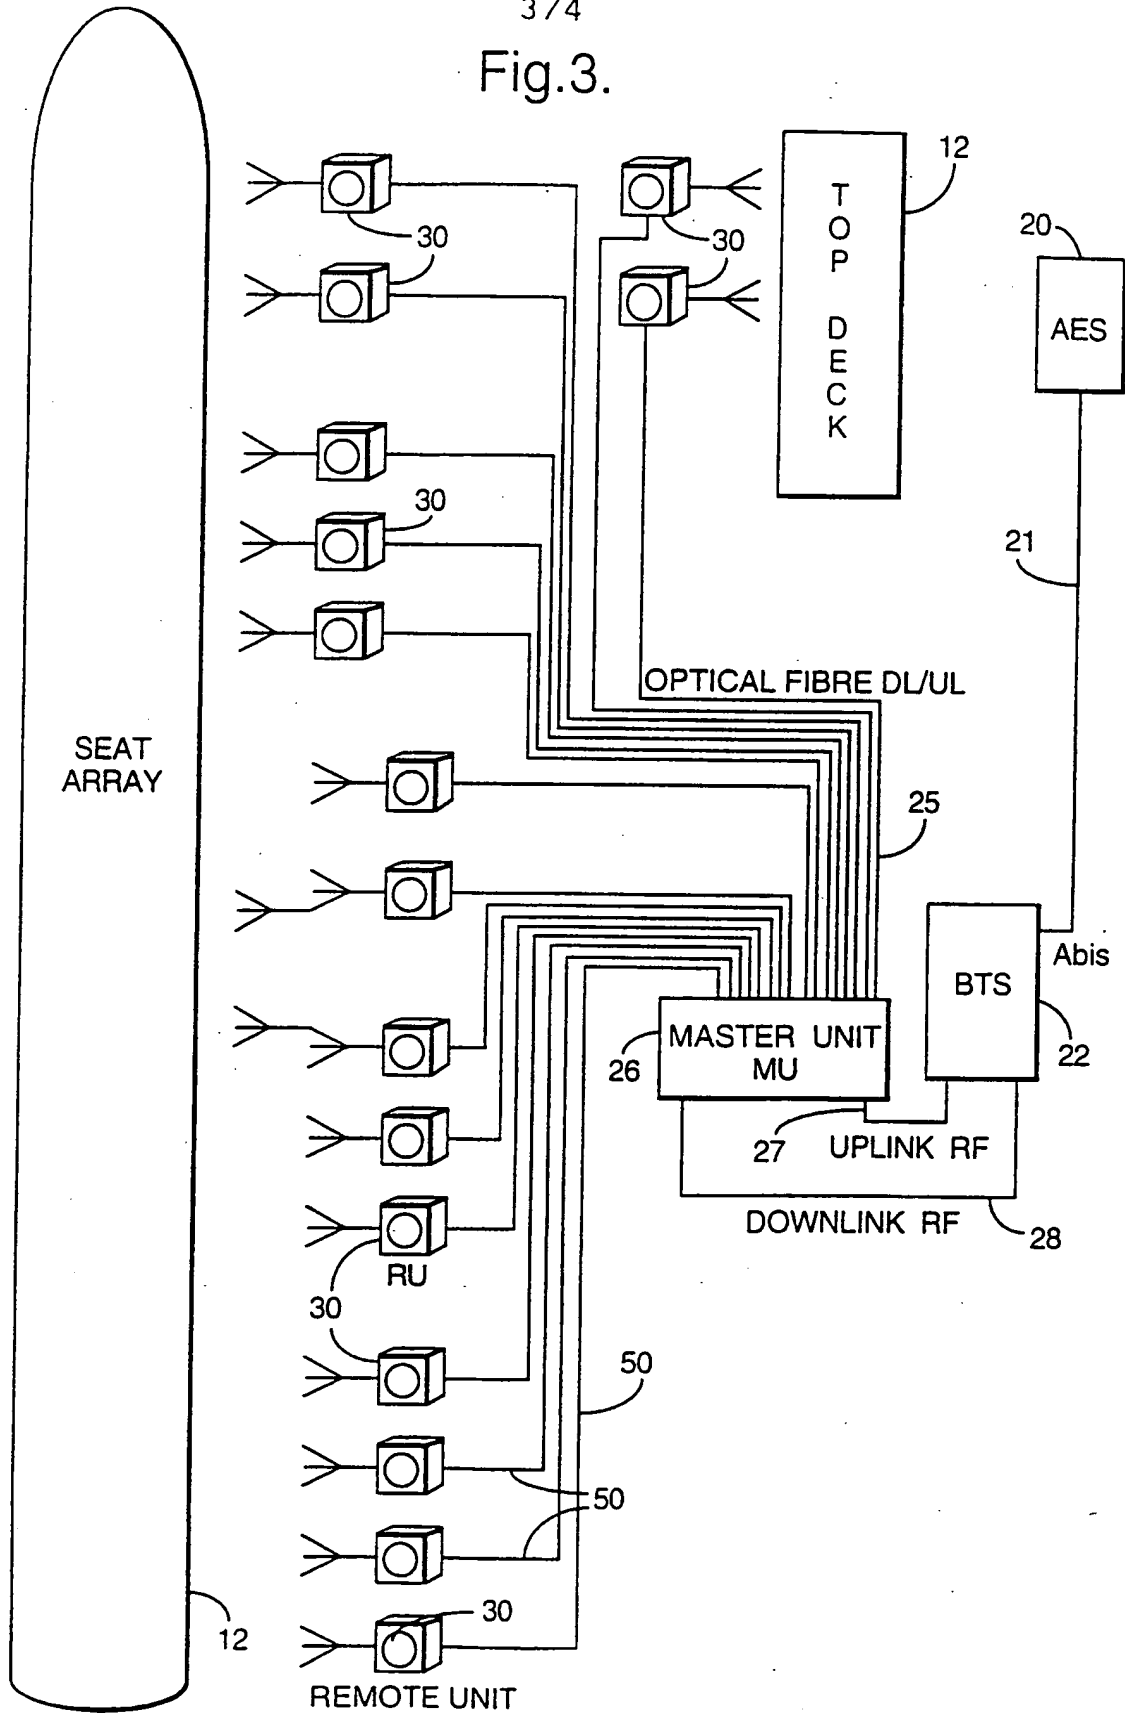 3/4
Fig.3.
12
30
30
20
TOP DECK
AES
30
21
OPTICAL FIBRE DL/UL
SEAT
ARRAY
25
Abis
BTS
MASTER UNIT
MU
26
22
27
UPLINK RF
DOWNLINK RF
28
RU
30
50
50
30
12
REMOTE UNIT